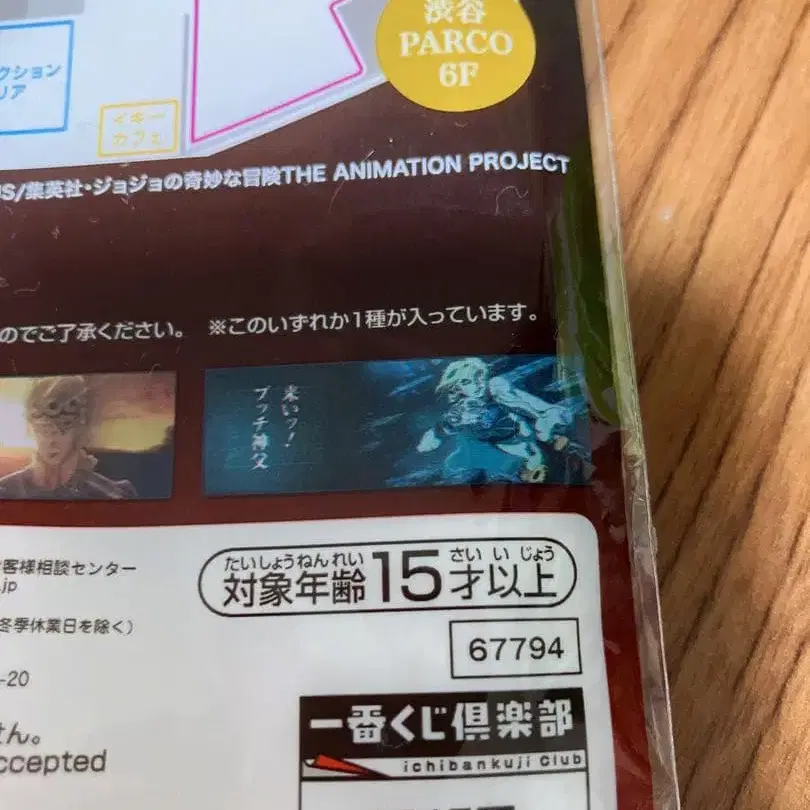 渋谷
PARCO
6F
クション
リア
イギー
カフェ
JS/集英社・ジョジョの奇妙な冒険THE ANIMATION PROJECT
のでご了承ください。 ※このいずれか1種が入っています。
来いッ!
プッチ神父
客様相談センター
.jp
冬季休業日を除く)
-20
せん。
ccepted
たいしょうねんれい さい い じょう
対象年齢15才以上
67794
一番くじ倶楽部
ichibankuji Club